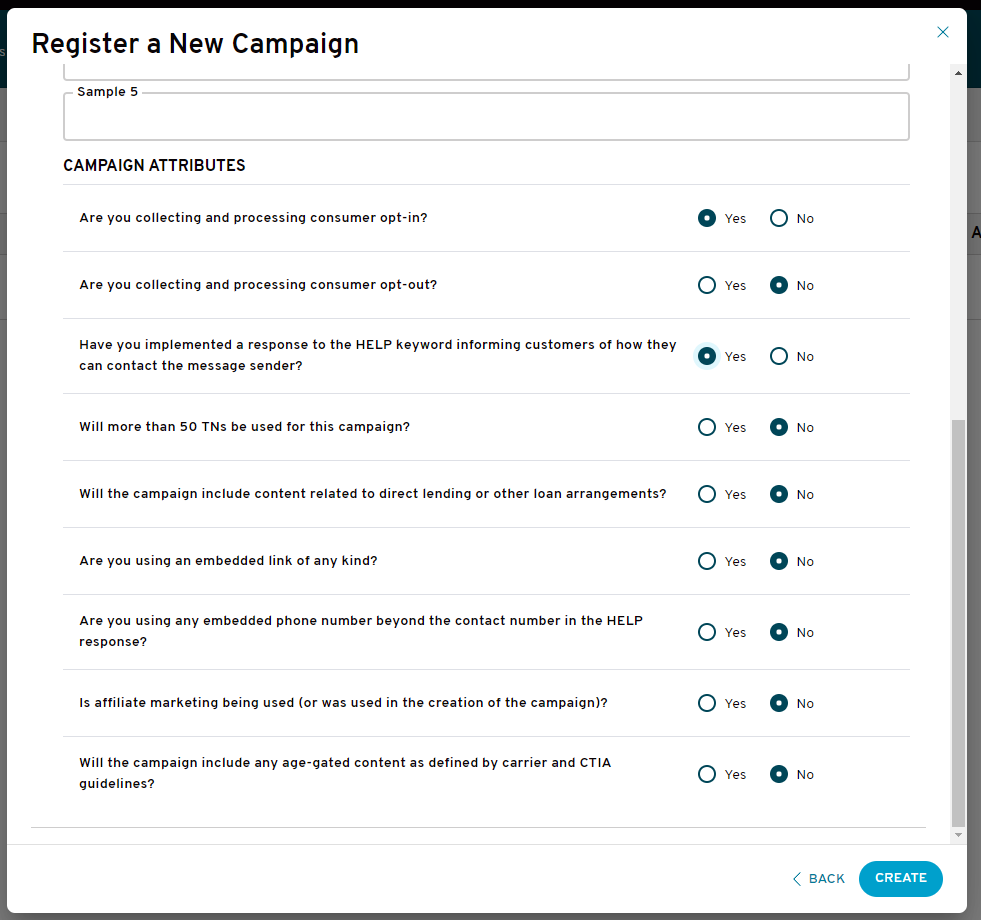 Register a New Campaign
Sample 5
CAMPAIGN ATTRIBUTES
Are you collecting and processing consumer opt-in? Yes No
Are you collecting and processing consumer opt-out? Yes No
Have you implemented a response to the HELP keyword informing customers of how they
can contact the message sender? Yes No
Will more than 50 TNs be used for this campaign? Yes No
Will the campaign include content related to direct lending or other loan arrangements? Yes No
Are you using an embedded link of any kind? Yes No
Are you using any embedded phone number beyond the contact number in the HELP
response? Yes No
Is affiliate marketing being used (or was used in the creation of the campaign)? Yes No
Will the campaign include any age-gated content as defined by carrier and CTIA
guidelines? Yes No
BACK CREATE